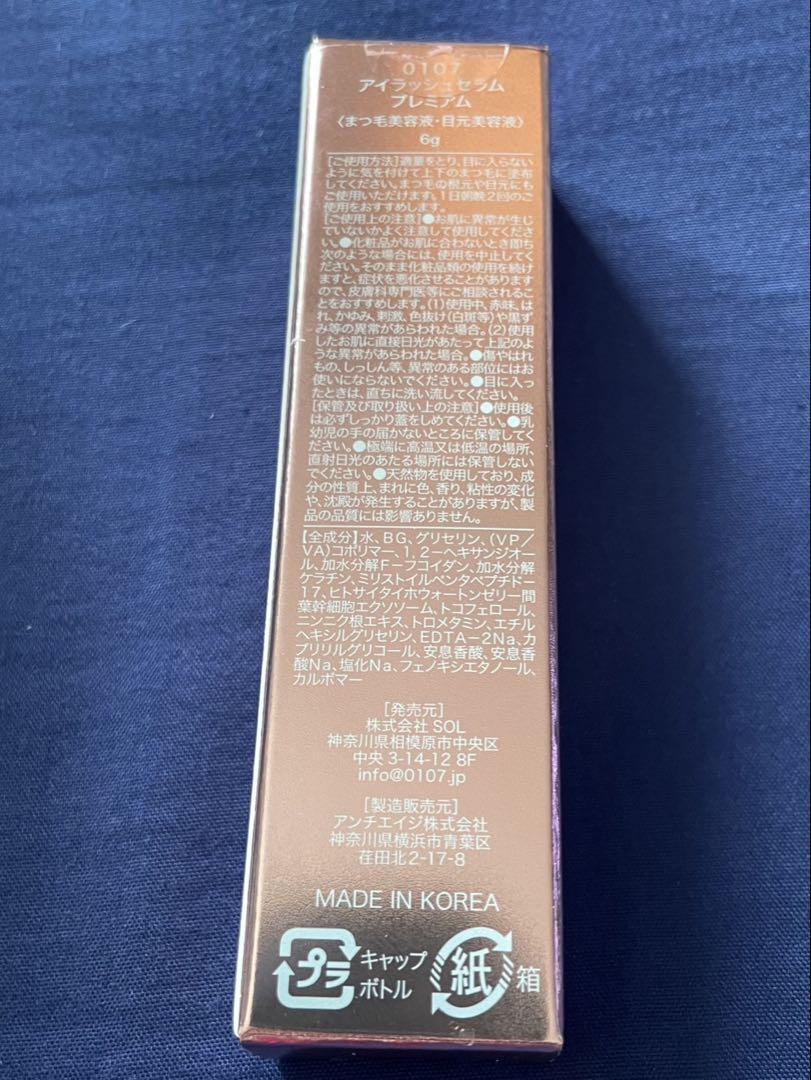 0107
アイラッシュセラム
プレミアム
〈まつ毛美容液・目元美容液〉
6g
[ご使用方法]適量をとり、目に入らない
ように気を付けて上下のまつ毛に塗布
してください。まつ毛の根元や目元にも
ご使用いただけます。1日朝晩2回のご
使用をおすすめします。
[ご使用上の注意]●お肌に異常が生じ
ていないかよく注意して使用してくださ
い。●化粧品がお肌に合わないとき即ち
次のような場合には、使用を中止してく
ださい。そのまま化粧品類の使用を続け
ますと、症状を悪化させることがあります
ので、皮膚科専門医等にご相談されるこ
とをおすすめします。(1)使用中、赤味、は
れ、かゆみ、刺激、色抜け(白斑等)や黒ず
み等の異常があらわれた場合。(2)使用
したお肌に直接日光があたって上記のよ
うな異常があらわれた場合。●傷やはれ
もの、しっしん等、異常のある部位にはお
使いにならないでください。●目に入っ
たときは、直ちに洗い流してください。
[保管及び取り扱い上の注意]●使用後
は必ずしっかり蓋をしめてください。●乳
幼児の手の届かないところに保管してく
ださい。●極端に高温又は低温の場所、
直射日光のあたる場所には保管しない
でください。●天然物を使用しており、成
分の性質上、まれに色、香り、粘性の変化
や、沈殿が発生することがありますが、製
品の品質には影響ありません。
【全成分】水、BG、グリセリン、(VP/
VA)コポリマー、1,2-ヘキサンジオー
ル、加水分解F-フコイダン、加水分解
ケラチン、ミリストイルペンタペプチド-
17、ヒトサイタイホウォートンゼリー間
葉幹細胞エクソソーム、トコフェロール、
ニンニク根エキス、トロメタミン、エチル
ヘキシルグリセリン、EDTA-2Na、カ
プリリルグリコール、安息香酸、安息香
酸Na、塩化Na、フェノキシエタノール、
カルボマー
[発売元]
株式会社 SOL
神奈川県相模原市中央区
中央 3-14-12 8F
info@0107.jp
[製造販売元]
アンチエイジ株式会社
神奈川県横浜市青葉区
荏田北2-17-8
MADE IN KOREA
プラ キャップ
ボトル
紙 箱